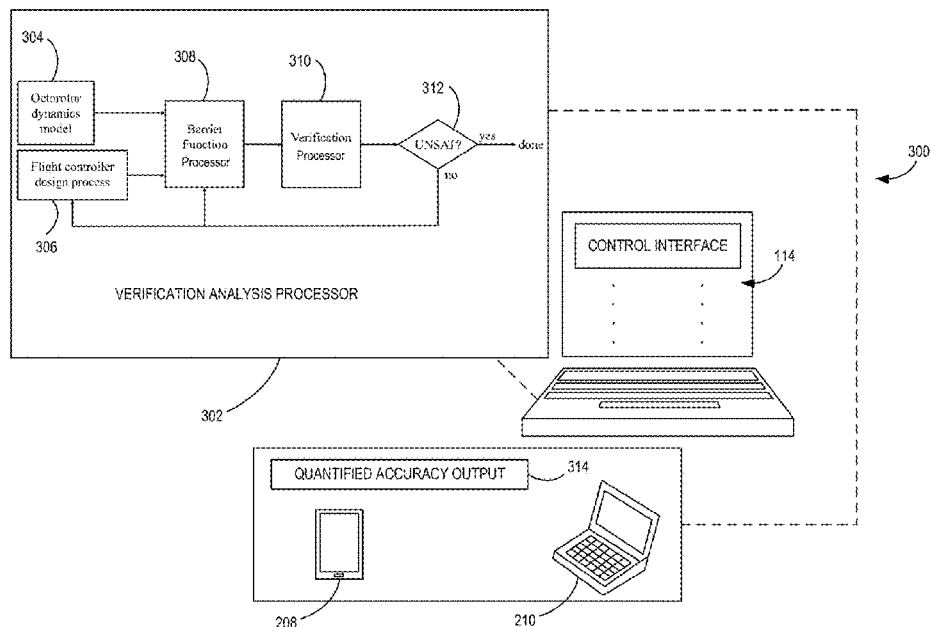 304
308
310
312
Octorotor
dynamics
model
Barrier
Function
Processor
Verification
Processor
UNSAT?
yes
done
no
Flight controller
design process
306
300
CONTROL INTERFACE
114
VERIFICATION ANALYSIS PROCESSOR
302
QUANTIFIED ACCURACY OUTPUT
314
208
210